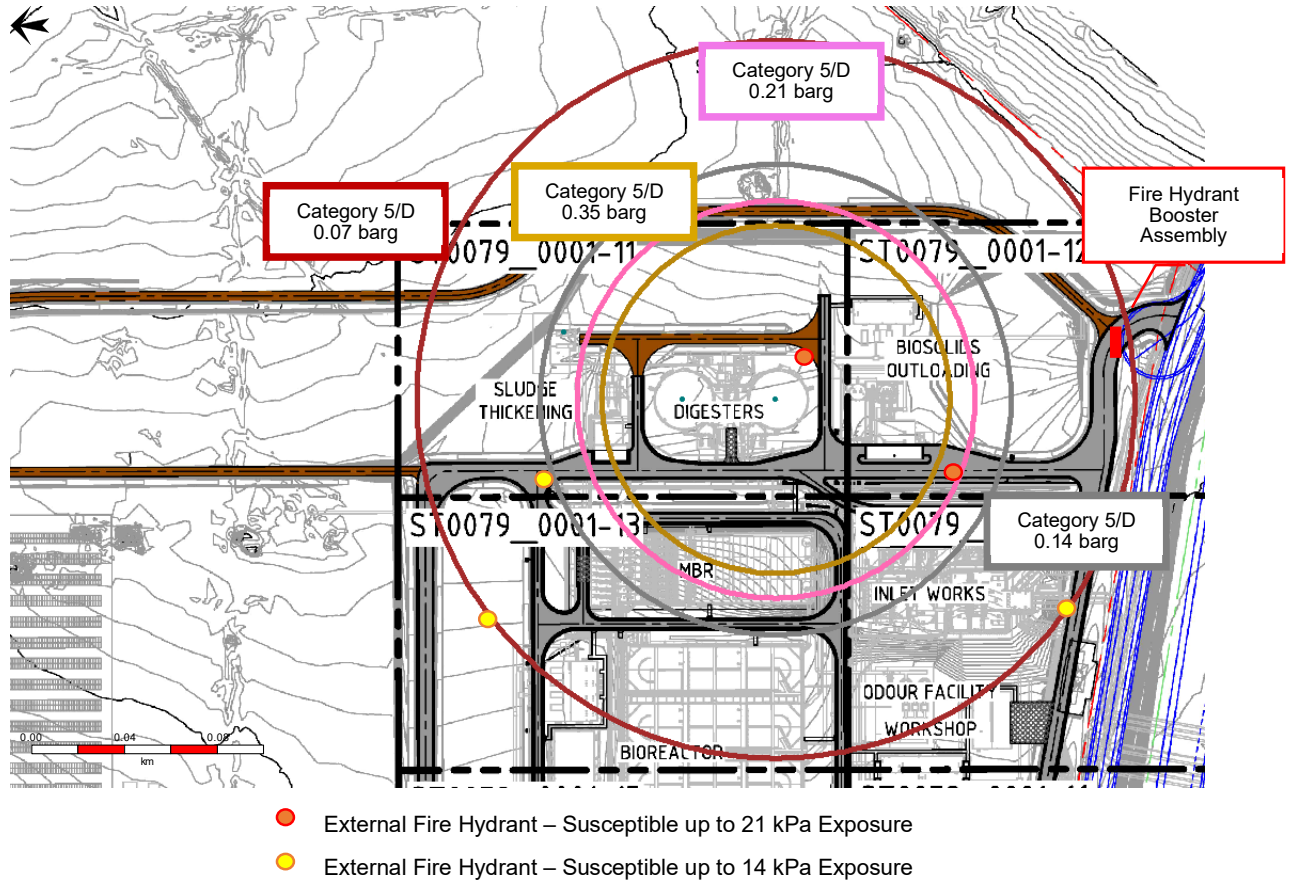 Category 5/D
0.21 barg
Category 5/D
0.35 barg
Category 5/D
0.07 barg
Fire Hydrant
Booster
Assembly
0079_0001-11
ST0079_0001-12
BIOSOLIDS
OUTLOADING
SLUDGE
THICKENING
DIGESTERS
ST0079_0001-13
ST0079
Category 5/D
0.14 barg
MBR
INLET WORKS
ODOUR FACILITY
WORKSHOP
BIOREACTOR
0.00 0.04 0.08
km
External Fire Hydrant – Susceptible up to 21 kPa Exposure
External Fire Hydrant – Susceptible up to 14 kPa Exposure